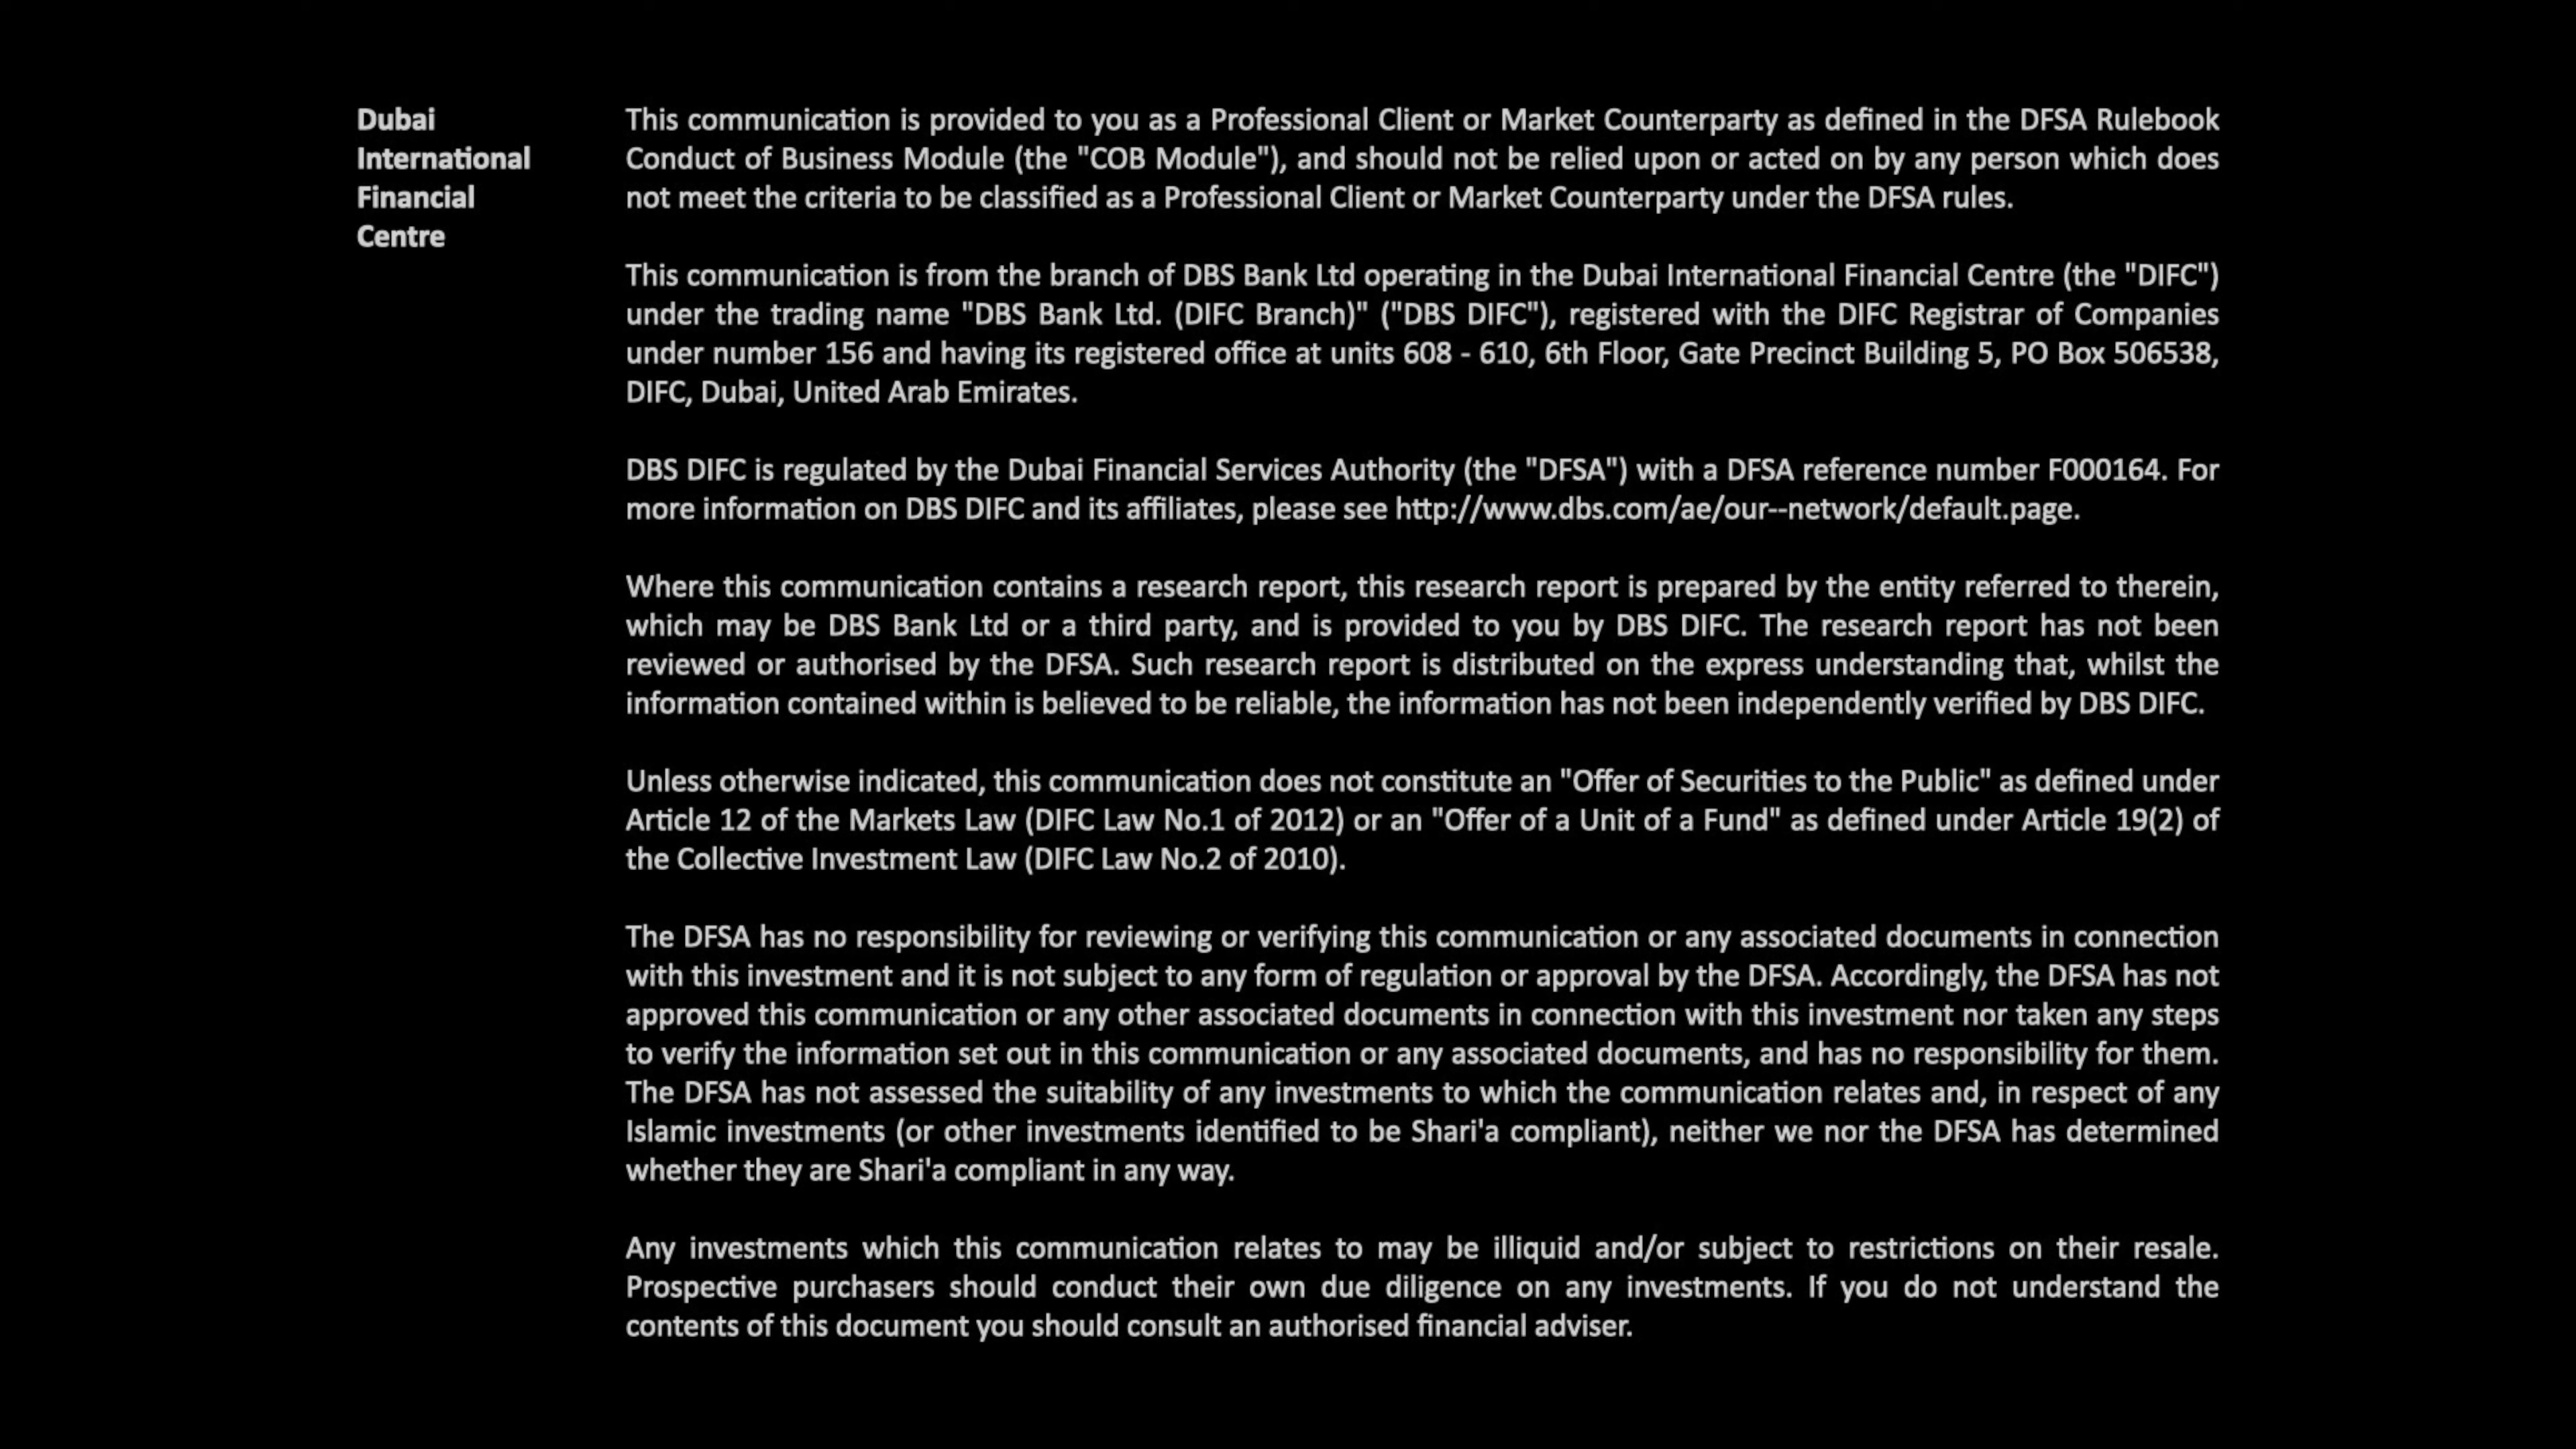 Dubai
International
Financial
Centre
This communication is provided to you as a Professional Client or Market Counterparty as defined in the DFSA Rulebook
Conduct of Business Module (the "COB Module"), and should not be relied upon or acted on by any person which does
not meet the criteria to be classified as a Professional Client or Market Counterparty under the DFSA rules.
This communication is from the branch of DBS Bank Ltd operating in the Dubai International Financial Centre (the "DIFC")
under the trading name "DBS Bank Ltd. (DIFC Branch)" ("DBS DIFC"), registered with the DIFC Registrar of Companies
under number 156 and having its registered office at units 608 - 610, 6th Floor, Gate Precinct Building 5, PO Box 506538,
DIFC, Dubai, United Arab Emirates.
DBS DIFC is regulated by the Dubai Financial Services Authority (the "DFSA") with a DFSA reference number F000164. For
more information on DBS DIFC and its affiliates, please see http://www.dbs.com/ae/our--network/default.page.
Where this communication contains a research report, this research report is prepared by the entity referred to therein,
which may be DBS Bank Ltd or a third party, and is provided to you by DBS DIFC. The research report has not been
reviewed or authorised by the DFSA. Such research report is distributed on the express understanding that, whilst the
information contained within is believed to be reliable, the information has not been independently verified by DBS DIFC.
Unless otherwise indicated, this communication does not constitute an "Offer of Securities to the Public" as defined under
Article 12 of the Markets Law (DIFC Law No.1 of 2012) or an "Offer of a Unit of a Fund" as defined under Article 19(2) of
the Collective Investment Law (DIFC Law No.2 of 2010).
The DFSA has no responsibility for reviewing or verifying this communication or any associated documents in connection
with this investment and it is not subject to any form of regulation or approval by the DFSA. Accordingly, the DFSA has not
approved this communication or any other associated documents in connection with this investment nor taken any steps
to verify the information set out in this communication or any associated documents, and has no responsibility for them.
The DFSA has not assessed the suitability of any investments to which the communication relates and, in respect of any
Islamic investments (or other investments identified to be Shari'a compliant), neither we nor the DFSA has determined
whether they are Shari'a compliant in any way.
Any investments which this communication relates to may be illiquid and/or subject to restrictions on their resale.
Prospective purchasers should conduct their own due diligence on any investments. If you do not understand the
contents of this document you should consult an authorised financial adviser.